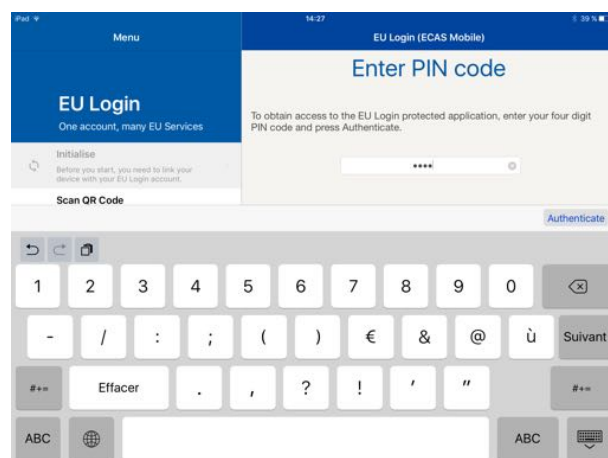 iPad 14:27 39 %
Menu
EU Login (ECAS Mobile)
Enter PIN code
EU Login
One account, many EU Services
To obtain access to the EU Login protected application, enter your four digit
PIN code and press Authenticate.
Initialise
Before you start, you need to link your
device with your EU Login account.
••••
Scan QR Code
Authenticate
1 2 3 4 5 6 7 8 9 0
- / : ; ( ) € & @ ù Suivant
#+= Effacer . , ? ! ' " #+=
ABC ABC